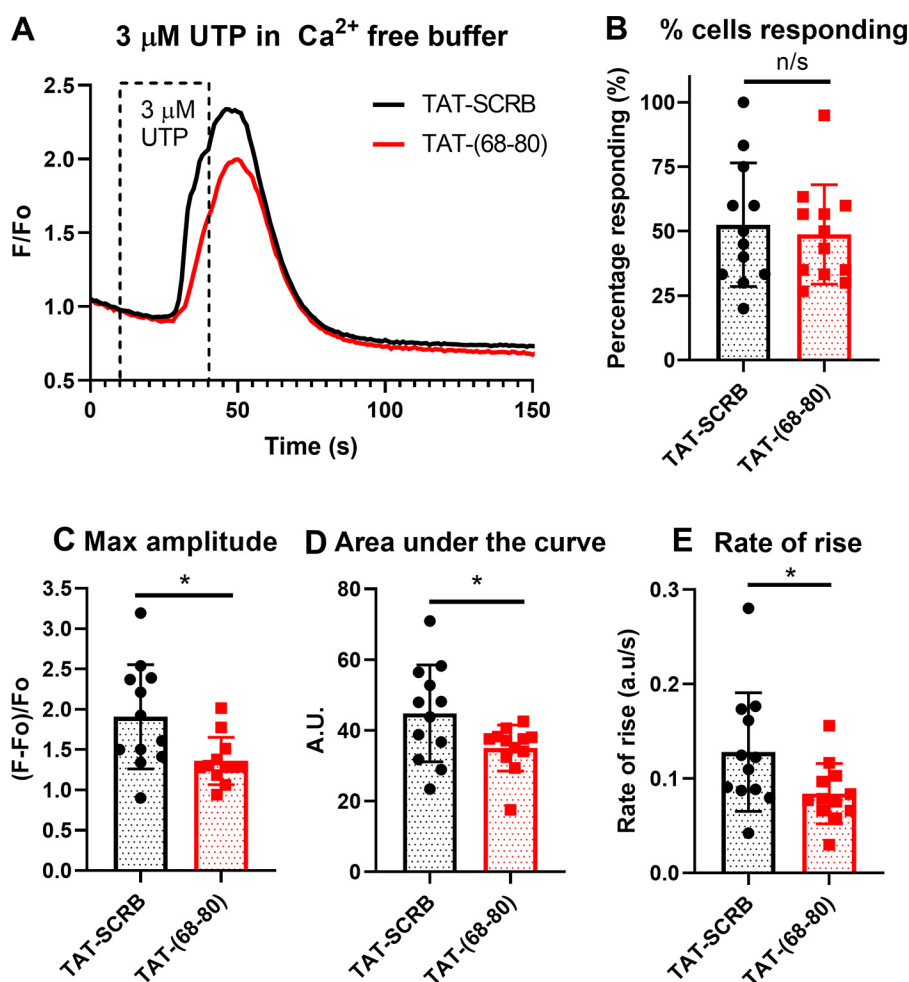 A 3 μM UTP in Ca²⁺ free buffer
2.5
2.0
1.5
1.0
0.5
F/Fo
3 μM
UTP
TAT-SCRB
TAT-(68-80)
0 50 100 150
Time (s)
B % cells responding
n/s
100
75
50
25
0
Percentage responding (%)
TAT-SCRB
TAT-(68-80)
C Max amplitude
*
3.5
3.0
2.5
2.0
1.5
1.0
0.5
0.0
(F-Fo)/Fo
TAT-SCRB
TAT-(68-80)
D Area under the curve
*
80
60
40
20
0
A.U.
TAT-SCRB
TAT-(68-80)
E Rate of rise
*
0.3
0.2
0.1
0.0
Rate of rise (a.u/s)
TAT-SCRB
TAT-(68-80)